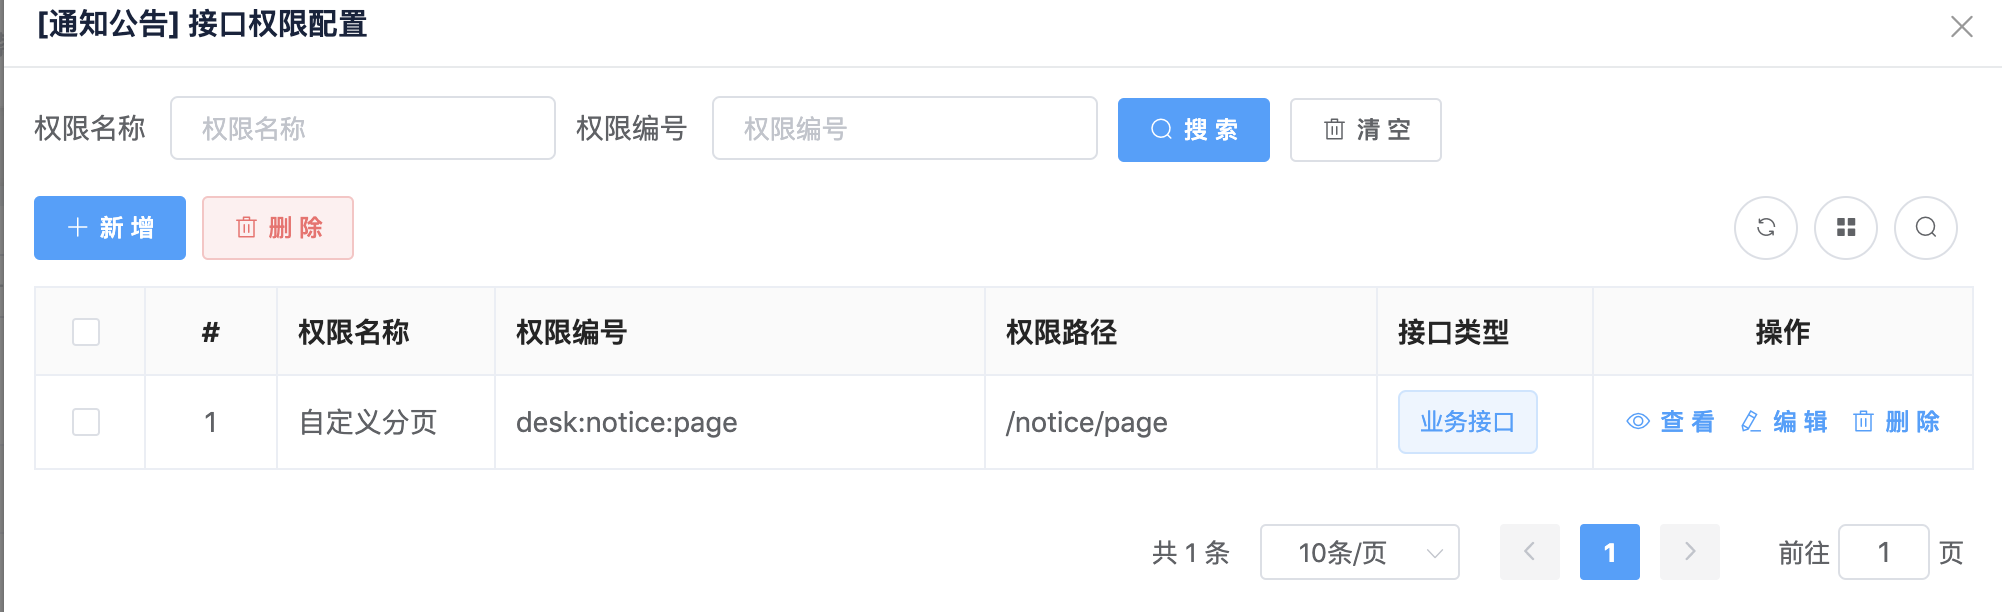 [通知公告] 接口权限配置
权限名称 权限名称 权限编号 权限编号 搜 索 清 空
新 增 删 除
# 权限名称 权限编号 权限路径 接口类型 操作
1 自定义分页 desk:notice:page /notice/page 业务接口 查 看 编 辑 删 除
共 1 条 10条/页 1 前往 1 页